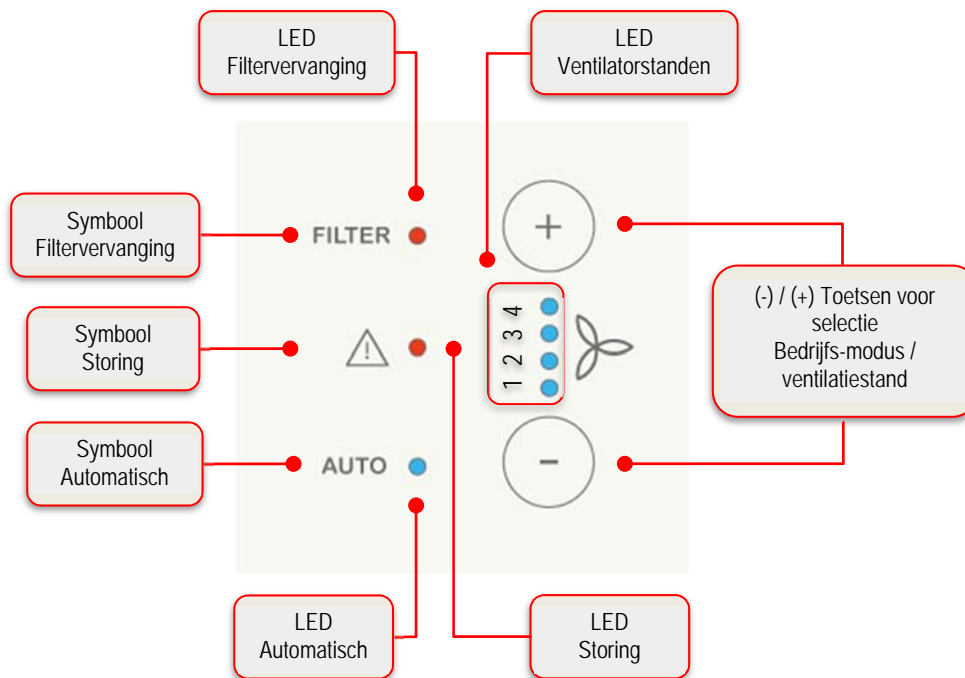 LED
Filtervervanging
LED
Ventilatorstanden
Symbool
Filtervervanging
FILTER
+
(-) / (+) Toetsen voor
selectie
Bedrijfs-modus /
ventilatiestand
Symbool
Storing
!
1 2 3 4
Symbool
Automatisch
AUTO
-
LED
Automatisch
LED
Storing